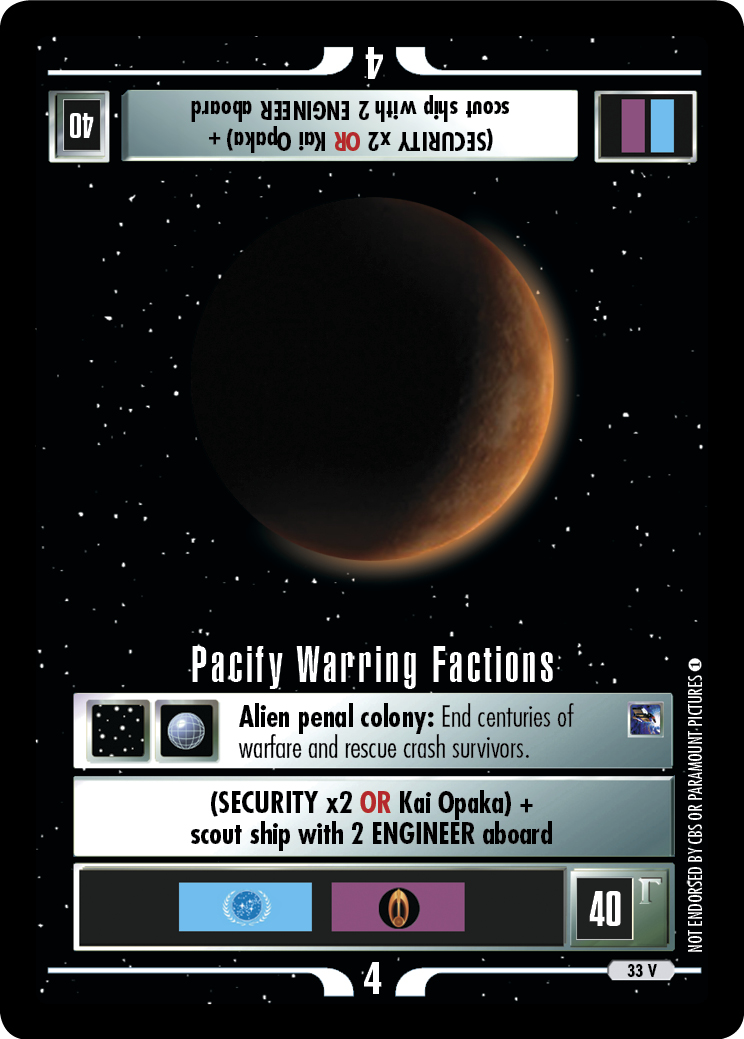 4
40
(SECURITY x2 OR Kai Opaka) +
scout ship with 2 ENGINEER aboard
Pacify Warring Factions
Alien penal colony: End centuries of
warfare and rescue crash survivors.
(SECURITY x2 OR Kai Opaka) +
scout ship with 2 ENGINEER aboard
40 Γ
33 V
4
NOT ENDORSED BY CBS OR PARAMOUNT PICTURES 1